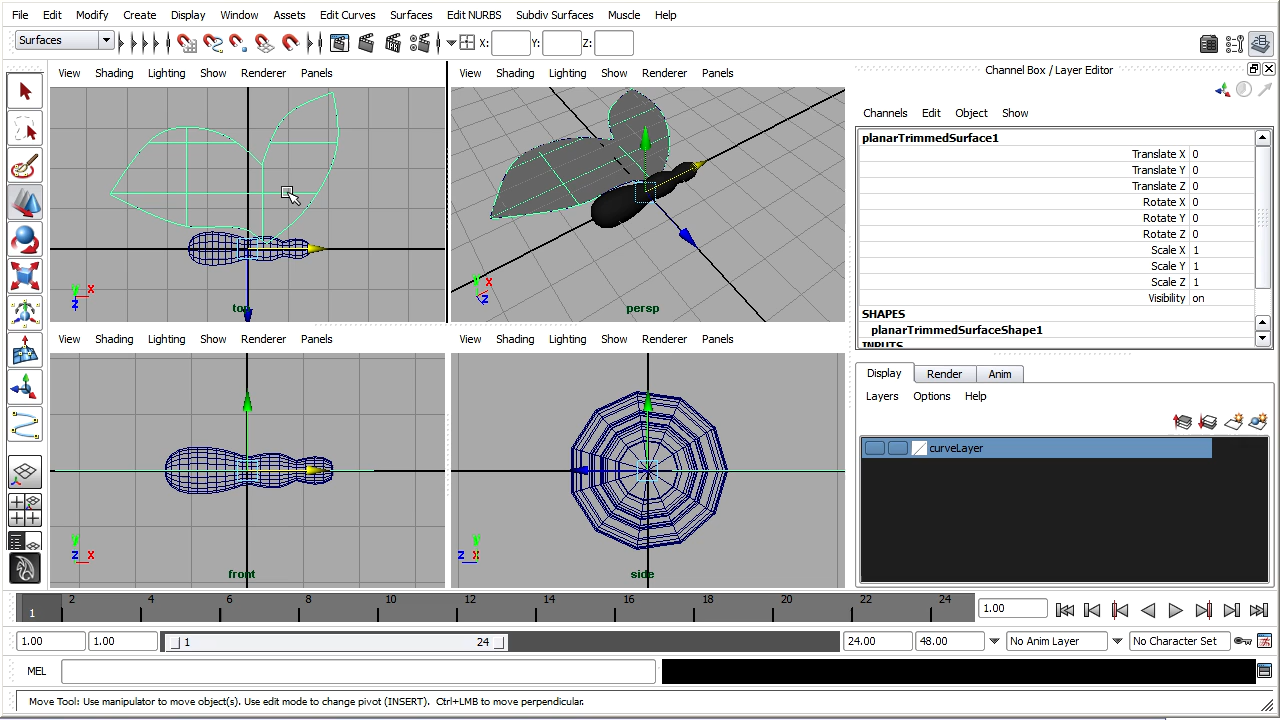 File Edit Modify Create Display Window Assets Edit Curves Surfaces Edit NURBS Subdiv Surfaces Muscle Help
Surfaces X: Y: Z:
View Shading Lighting Show Renderer Panels
View Shading Lighting Show Renderer Panels
Channel Box / Layer Editor
Channels Edit Object Show
planarTrimmedSurface1
Translate X 0
Translate Y 0
Translate Z 0
Rotate X 0
Rotate Y 0
Rotate Z 0
Scale X 1
Scale Y 1
Scale Z 1
Visibility on
SHAPES
planarTrimmedSurfaceShape1
INPUTS
y x z
top
y x z
persp
View Shading Lighting Show Renderer Panels
View Shading Lighting Show Renderer Panels
Display Render Anim
Layers Options Help
curveLayer
y z x
front
y z x
side
1 2 4 6 8 10 12 14 16 18 20 22 24 1.00
1.00 1.00 1 24 24.00 48.00 No Anim Layer No Character Set
MEL
Move Tool: Use manipulator to move object(s). Use edit mode to change pivot (INSERT). Ctrl+LMB to move perpendicular.